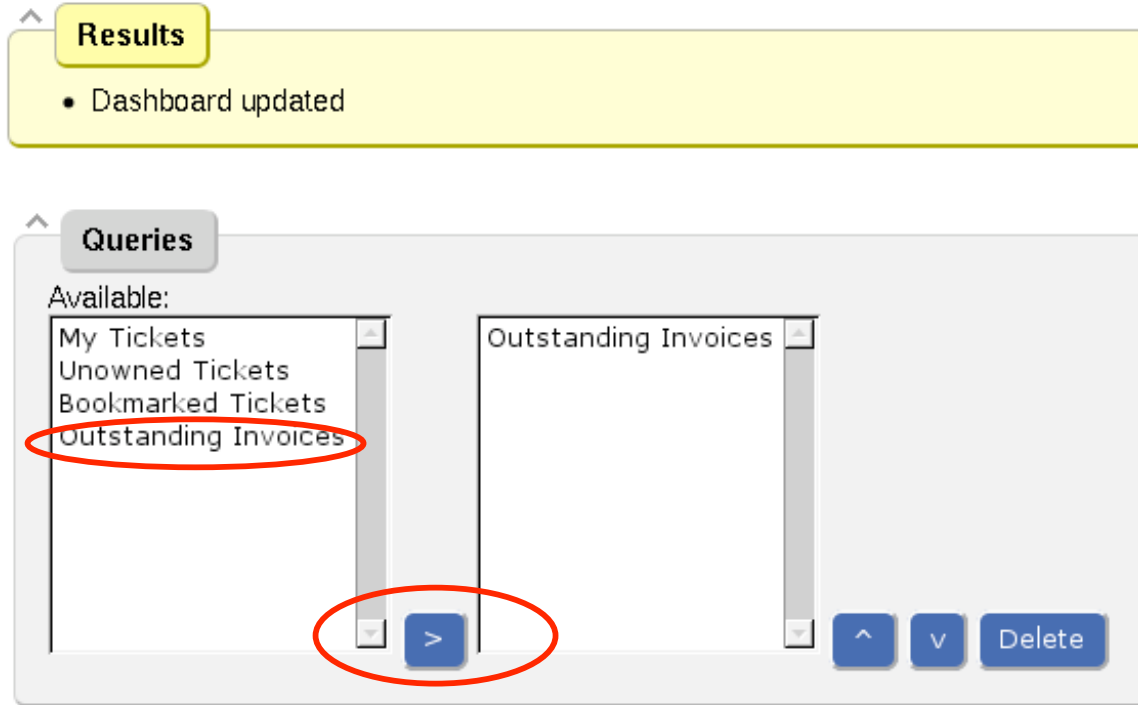 Results
• Dashboard updated
Queries
Available:
My Tickets
Unowned Tickets
Bookmarked Tickets
Outstanding Invoices
Outstanding Invoices
>
^
v
Delete